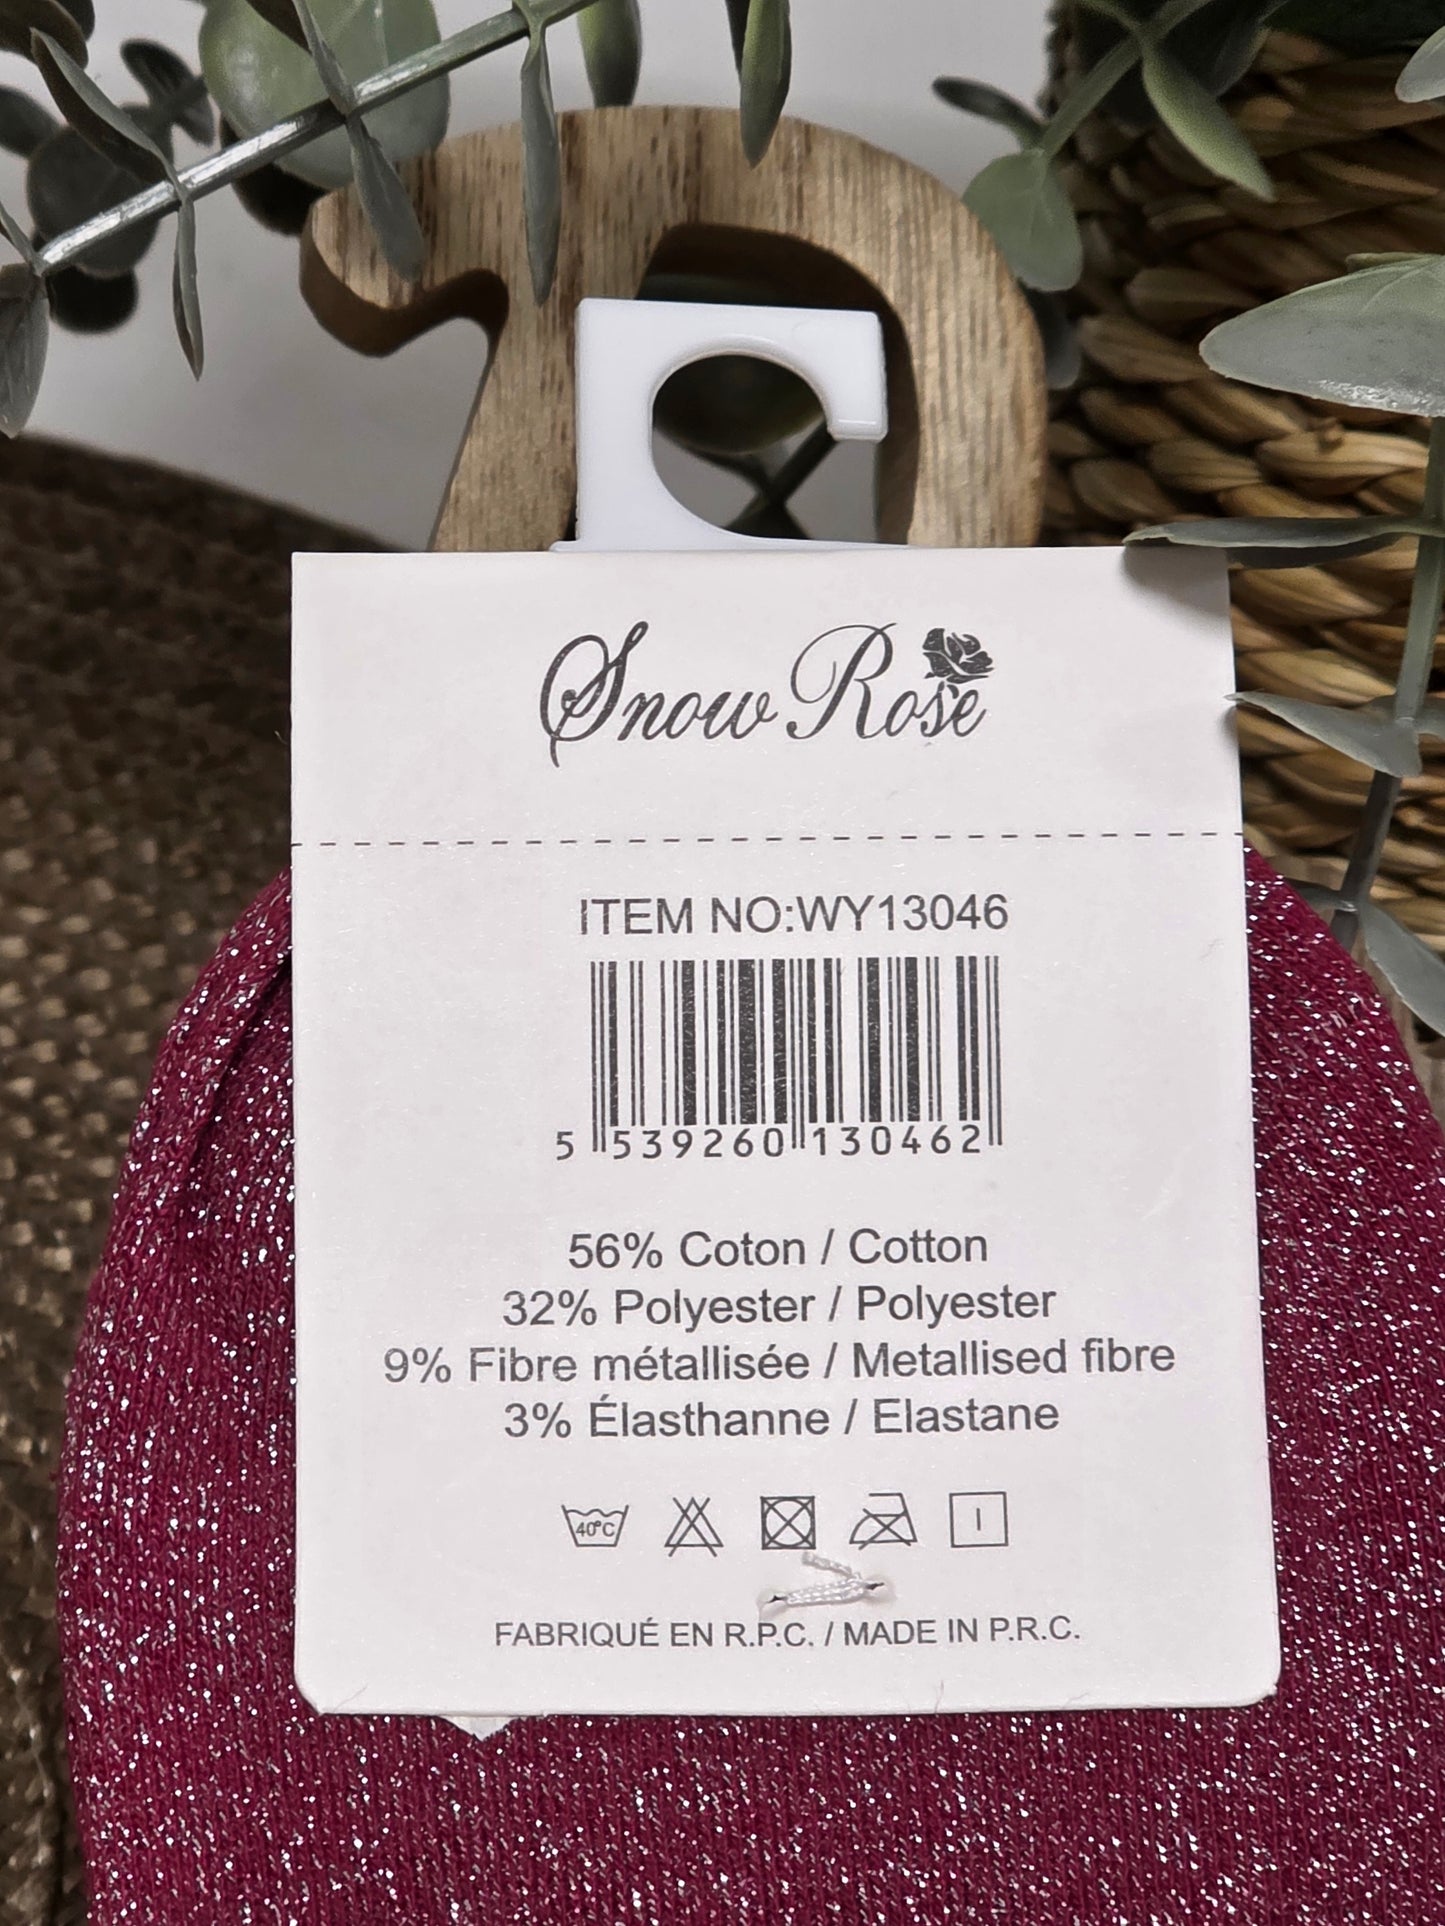 Snow Rose
ITEM NO:WY13046
5 539260 130462
56% Coton / Cotton
32% Polyester / Polyester
9% Fibre métallisée / Metallised fibre
3% Élasthanne / Elastane
40°C
FABRIQUÉ EN R.P.C. / MADE IN P.R.C.